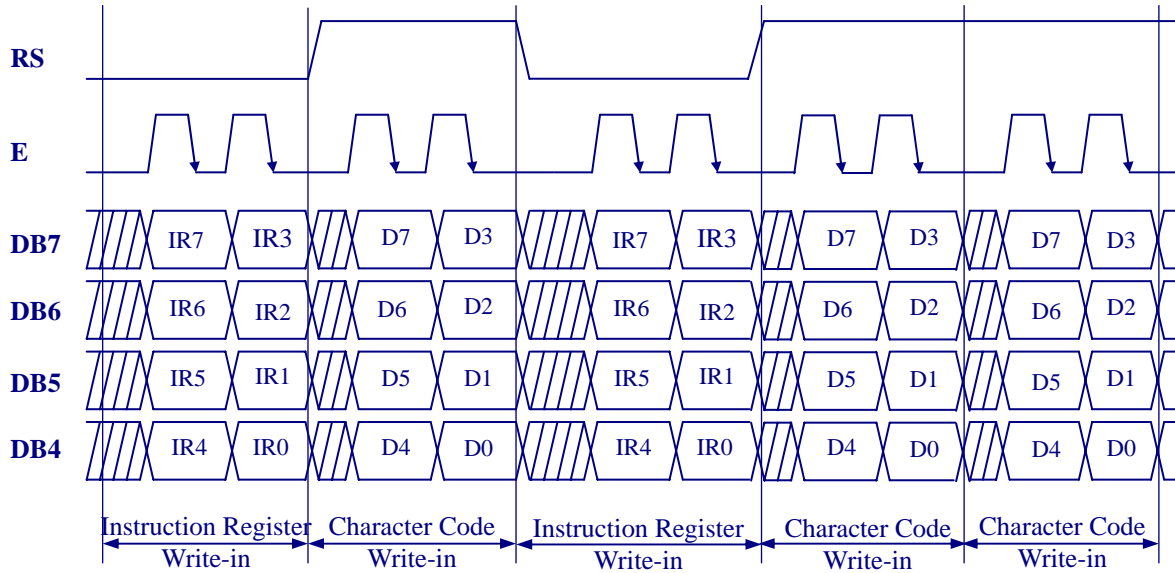 RS
E
DB7 IR7 IR3 D7 D3 IR7 IR3 D7 D3 D7 D3
DB6 IR6 IR2 D6 D2 IR6 IR2 D6 D2 D6 D2
DB5 IR5 IR1 D5 D1 IR5 IR1 D5 D1 D5 D1
DB4 IR4 IR0 D4 D0 IR4 IR0 D4 D0 D4 D0
Instruction Register Character Code Instruction Register Character Code Character Code
Write-in Write-in Write-in Write-in Write-in